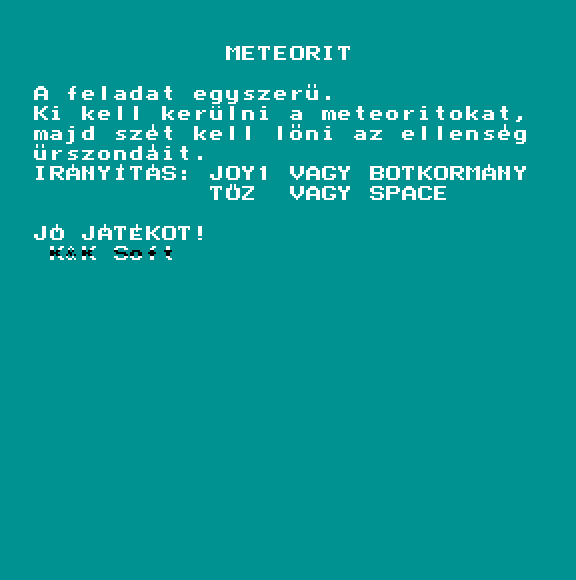 METEORIT
A feladat egyszerü.
Ki kell kerülni a meteoritokat,
majd szét kell löni az ellenség
ürszondáit.
IRÁNYÍTÁS: JOY1 VAGY BOTKORMÁNY
TÜZ VAGY SPACE
JÓ JÁTÉKOT!
K&K Soft